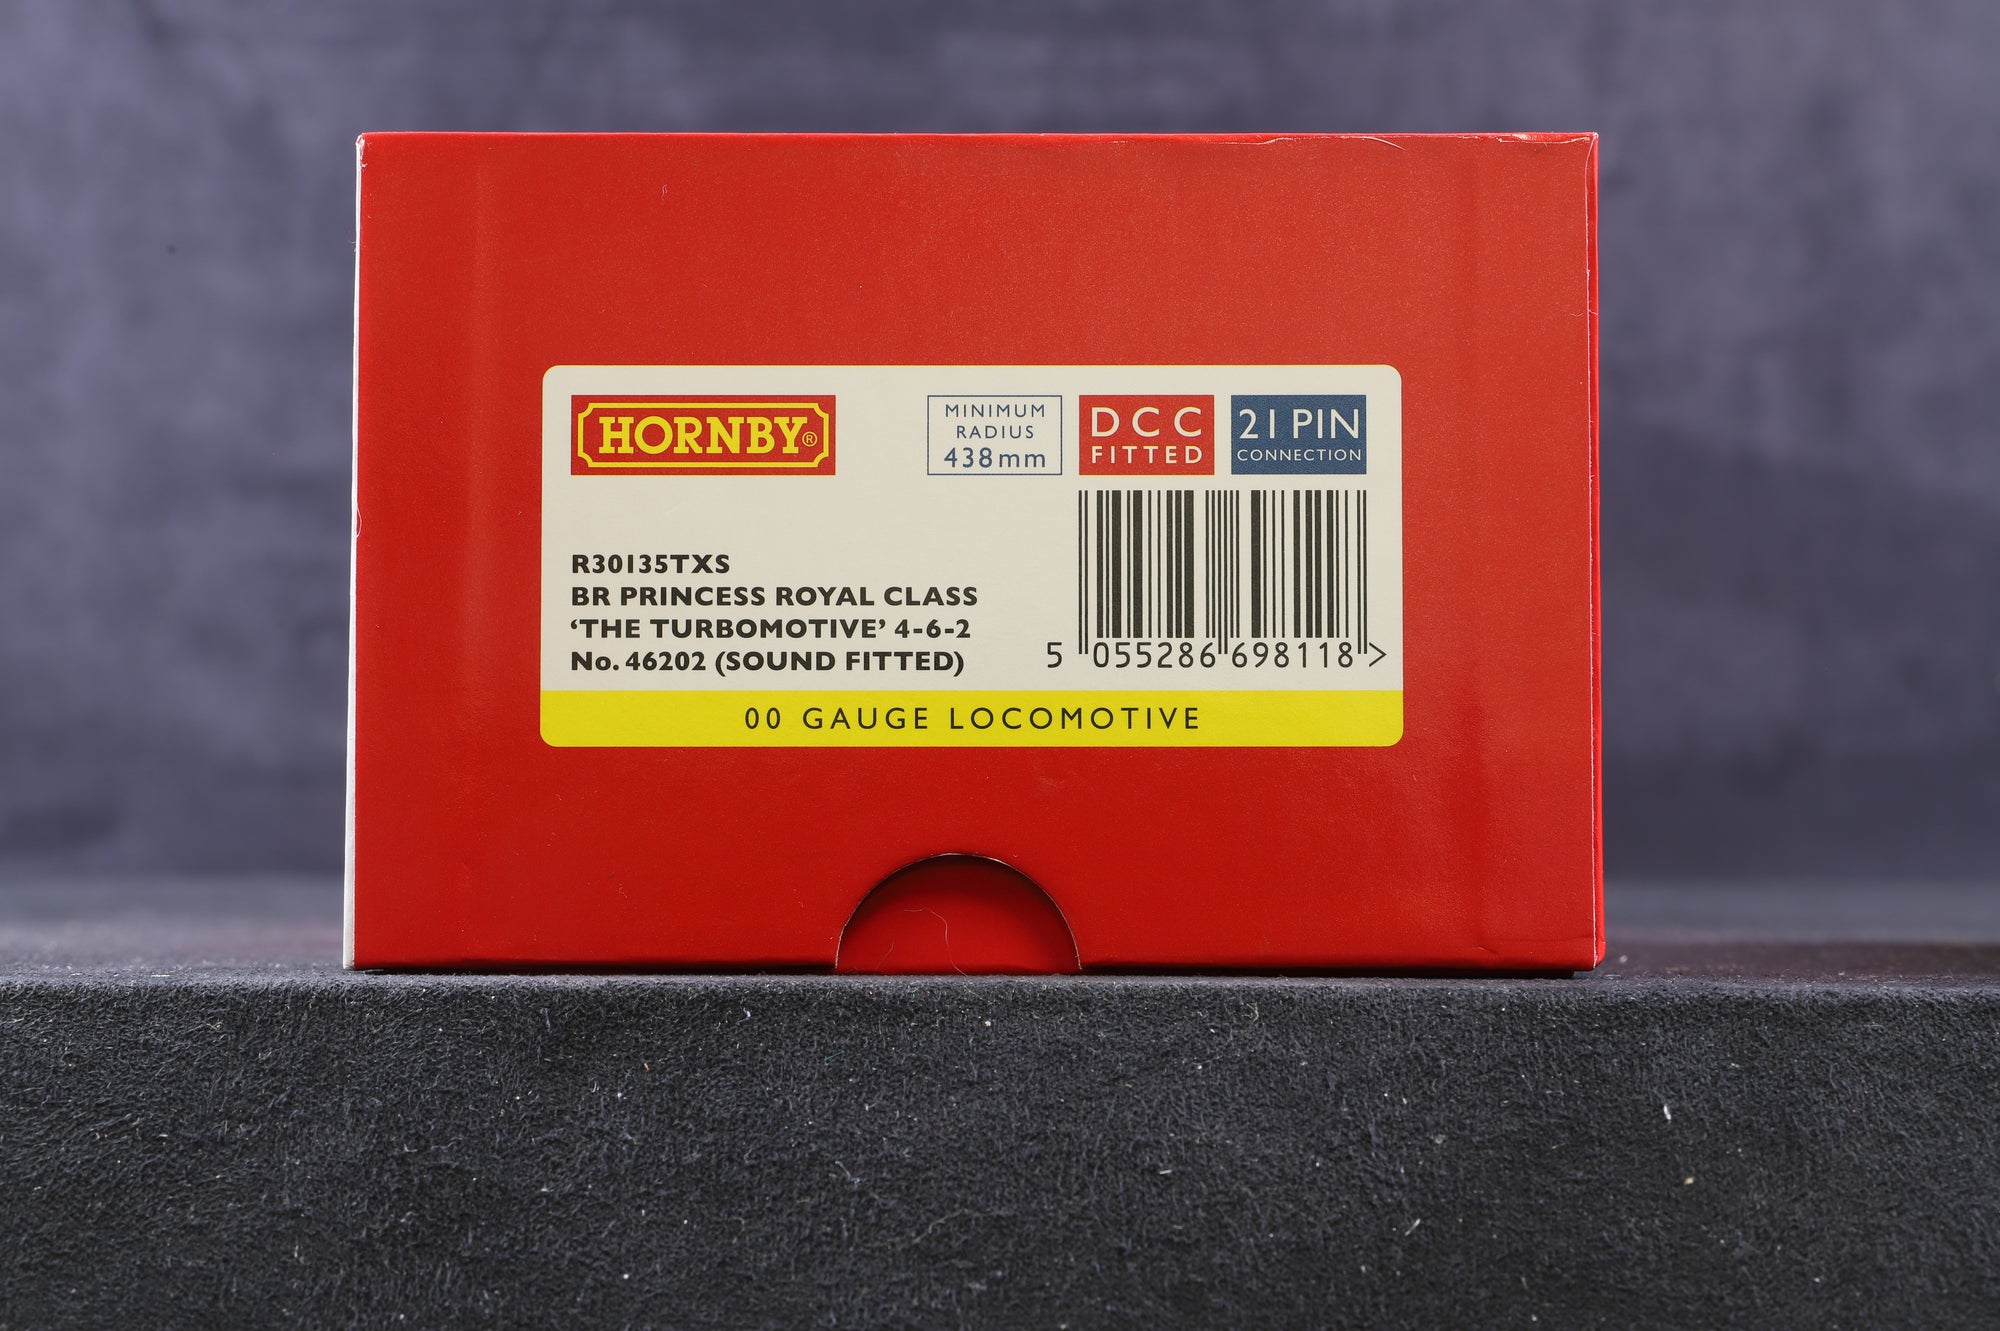 HORNBY®
MINIMUM
RADIUS
438mm
DCC
FITTED
21 PIN
CONNECTION
R30135TXS
BR PRINCESS ROYAL CLASS
‘THE TURBOMOTIVE’ 4-6-2
No. 46202 (SOUND FITTED)
5 055286 698118 >
00 GAUGE LOCOMOTIVE